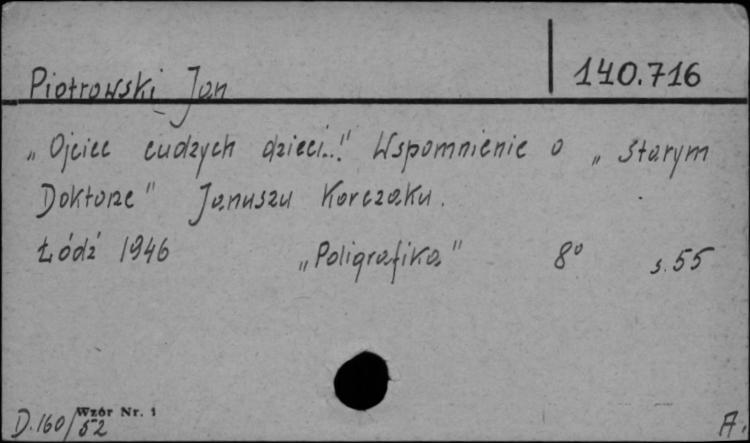 Piotrowski Jan
140.716
„Ojciec cudzych dzieci..!" Wspomnienie o „starym
Doktorze" Januszu Korczaku.
Łódź 1946 „Poligrafika" 8° s.55
Wzór Nr. 1
D.160/52 A.